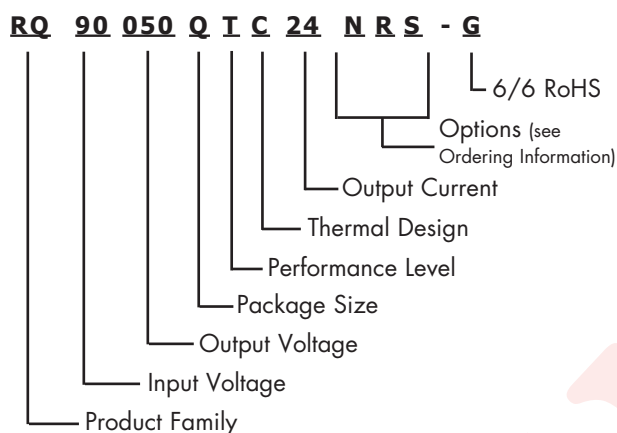 RQ 90 050 Q T C 24 N R S - G
6/6 RoHS
Options (see
Ordering Information)
Output Current
Thermal Design
Performance Level
Package Size
Output Voltage
Input Voltage
Product Family